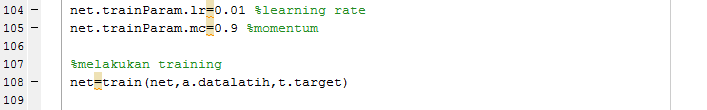 104 — net.trainParam.lr=0.01 %learning rate
105 — net.trainParam.mc=0.9 %momentum
106
107 %melakukan training
108 — net=train(net,a.datalatih,t.target)
109